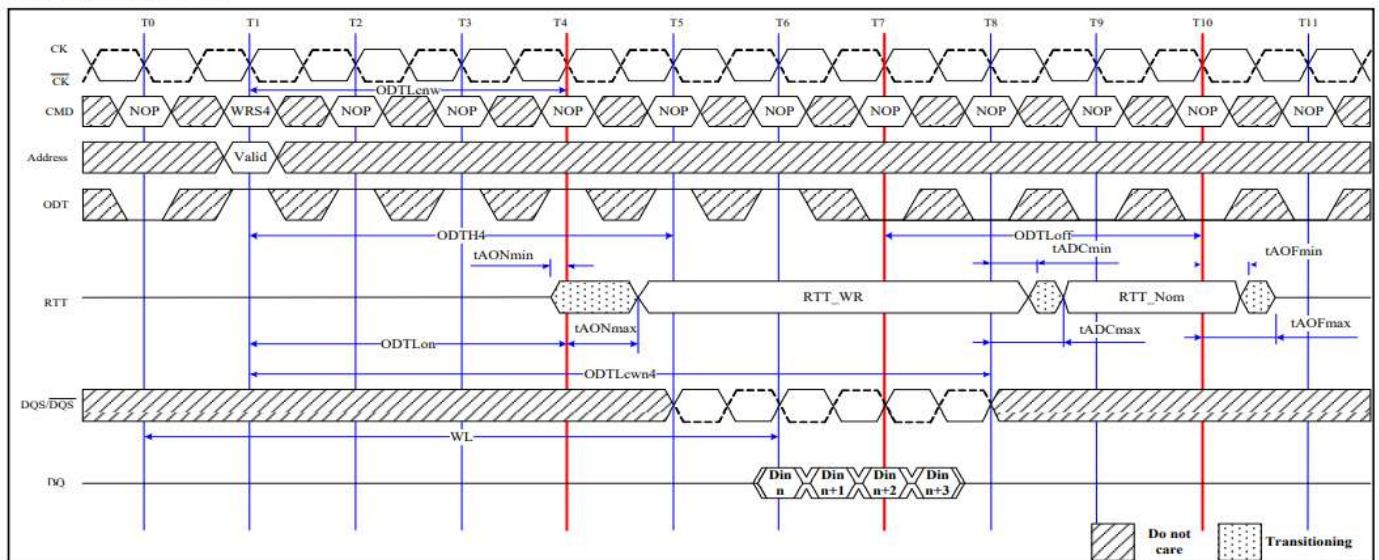 T0 T1 T2 T3 T4 T5 T6 T7 T8 T9 T10 T11
CK
CK
ODTLcnw
CMD NOP WRS4 NOP NOP NOP NOP NOP NOP NOP NOP NOP NOP
Address Valid
ODT
ODTH4 ODTLoff
tAONmin tADCmin tAOFmin
RTT RTT_WR RTT_Nom
tAONmax tADCmax tAOFmax
ODTLon
ODTLcwn4
DQS/DQS
WL
DQ Din n Din n+1 Din n+2 Din n+3
Do not care Transitioning